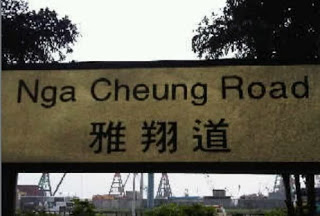 Nga Cheung Road
雅翔道